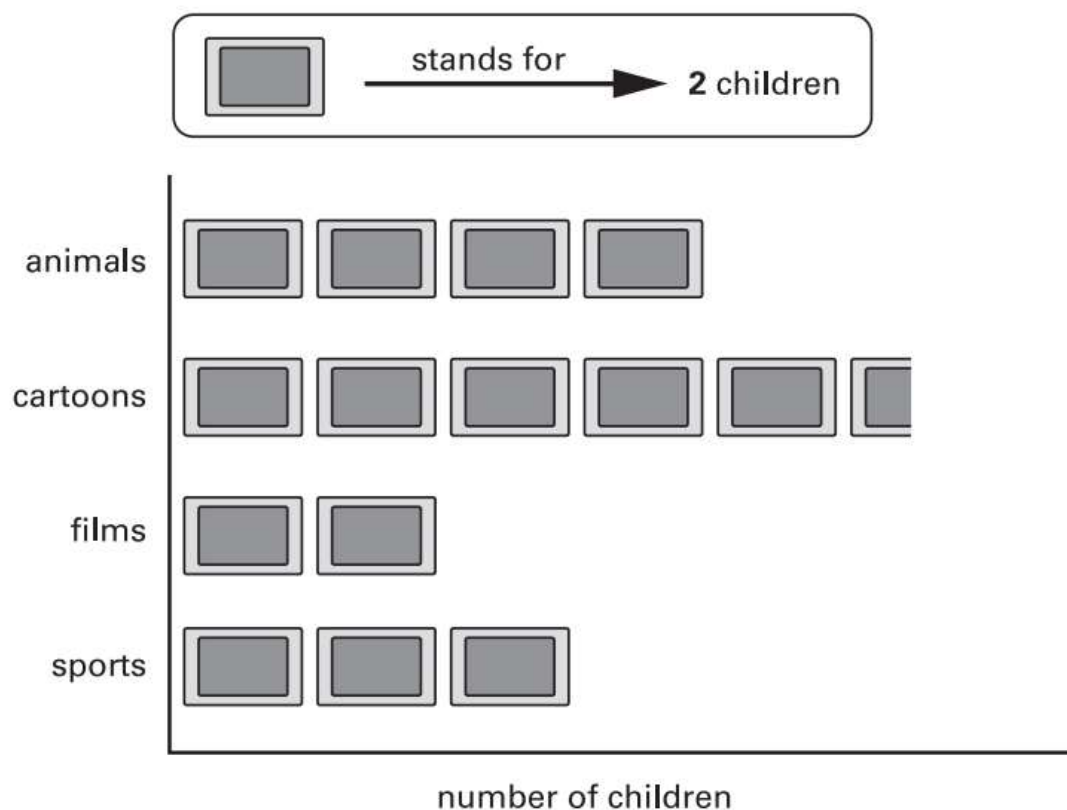 stands for
2 children
animals
cartoons
films
sports
number of children